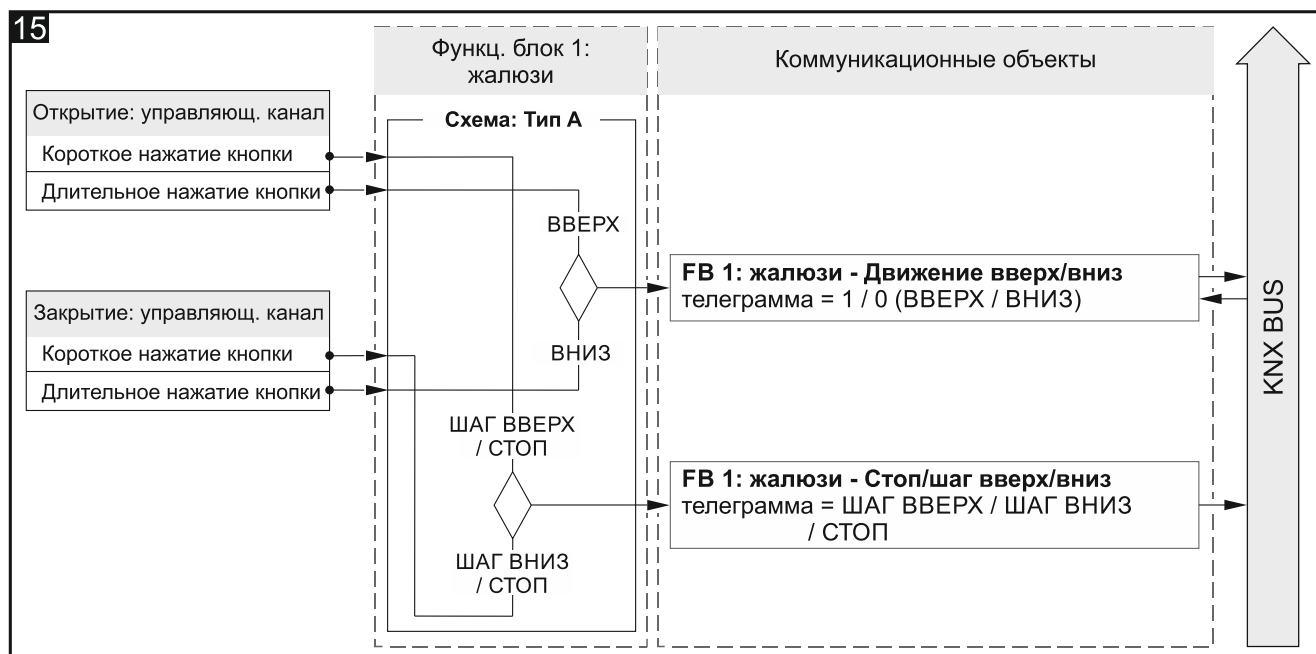 15
Функц. блок 1:
жалюзи
Коммуникационные объекты
Открытие: управляющ. канал
Короткое нажатие кнопки
Длительное нажатие кнопки
Схема: Тип А
ВВЕРХ
FB 1: жалюзи - Движение вверх/вниз
телеграмма = 1 / 0 (ВВЕРХ / ВНИЗ)
Закрытие: управляющ. канал
Короткое нажатие кнопки
Длительное нажатие кнопки
ВНИЗ
ШАГ ВВЕРХ
/ СТОП
FB 1: жалюзи - Стоп/шаг вверх/вниз
телеграмма = ШАГ ВВЕРХ / ШАГ ВНИЗ
/ СТОП
ШАГ ВНИЗ
/ СТОП
KNX BUS